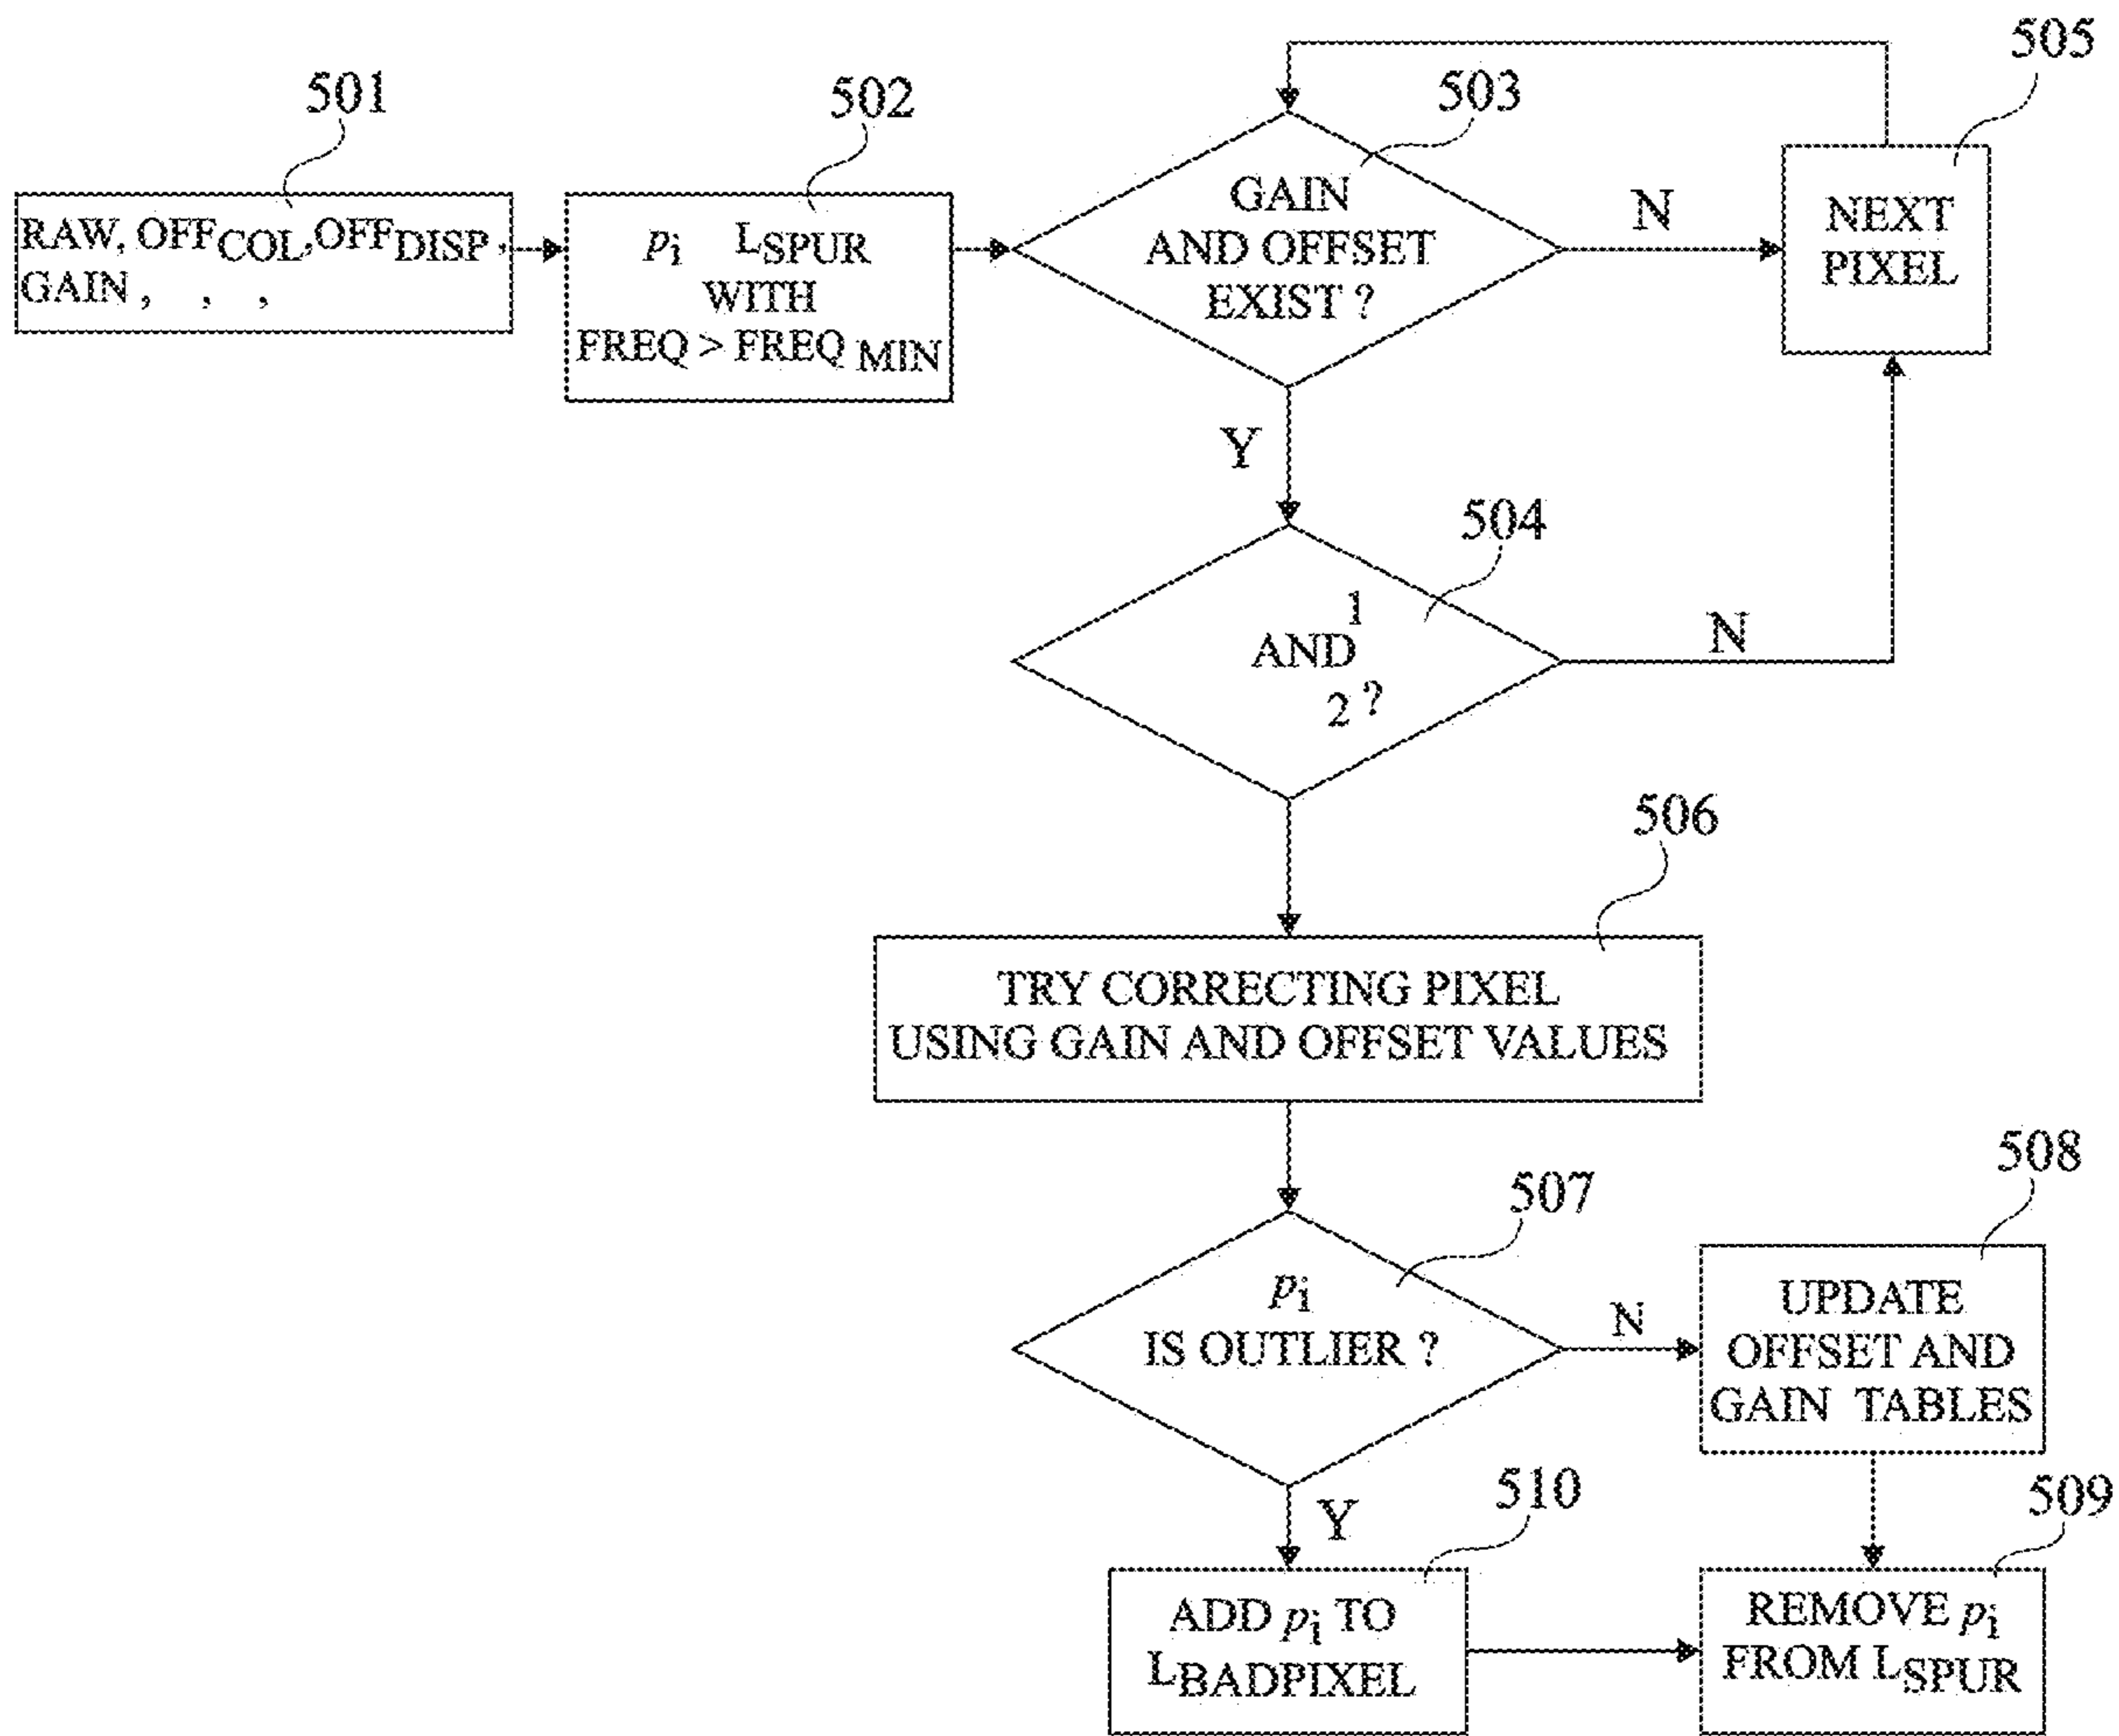 501
RAW, OFFCOL,OFFDISP,
GAIN, , ,
502
pi LSPUR
WITH
FREQ > FREQ MIN
503
GAIN
AND OFFSET
EXIST ?
N
505
NEXT
PIXEL
Y
504
1
AND
2 ?
N
506
TRY CORRECTING PIXEL
USING GAIN AND OFFSET VALUES
507
pi
IS OUTLIER ?
N
508
UPDATE
OFFSET AND
GAIN TABLES
Y
510
ADD pi TO
LBADPIXEL
509
REMOVE pi
FROM LSPUR